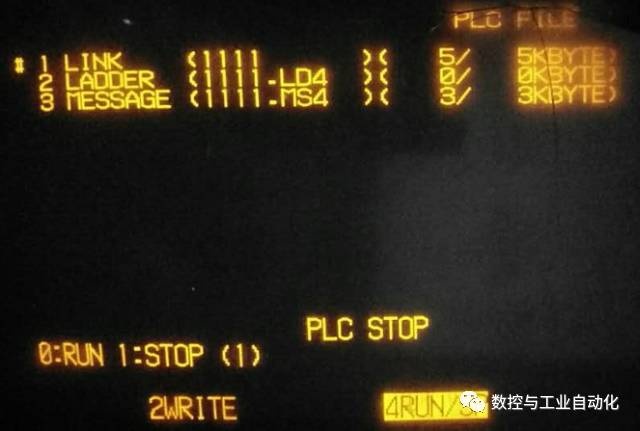 PLC FILE
# 1 LINK (1111 )( 5/ 5KBYTE)
2 LADDER (1111.LD4 )( 0/ 0KBYTE)
3 MESSAGE (1111.MS4 )( 3/ 3KBYTE)
PLC STOP
0:RUN 1:STOP (1)
2WRITE 4RUN/
数控与工业自动化